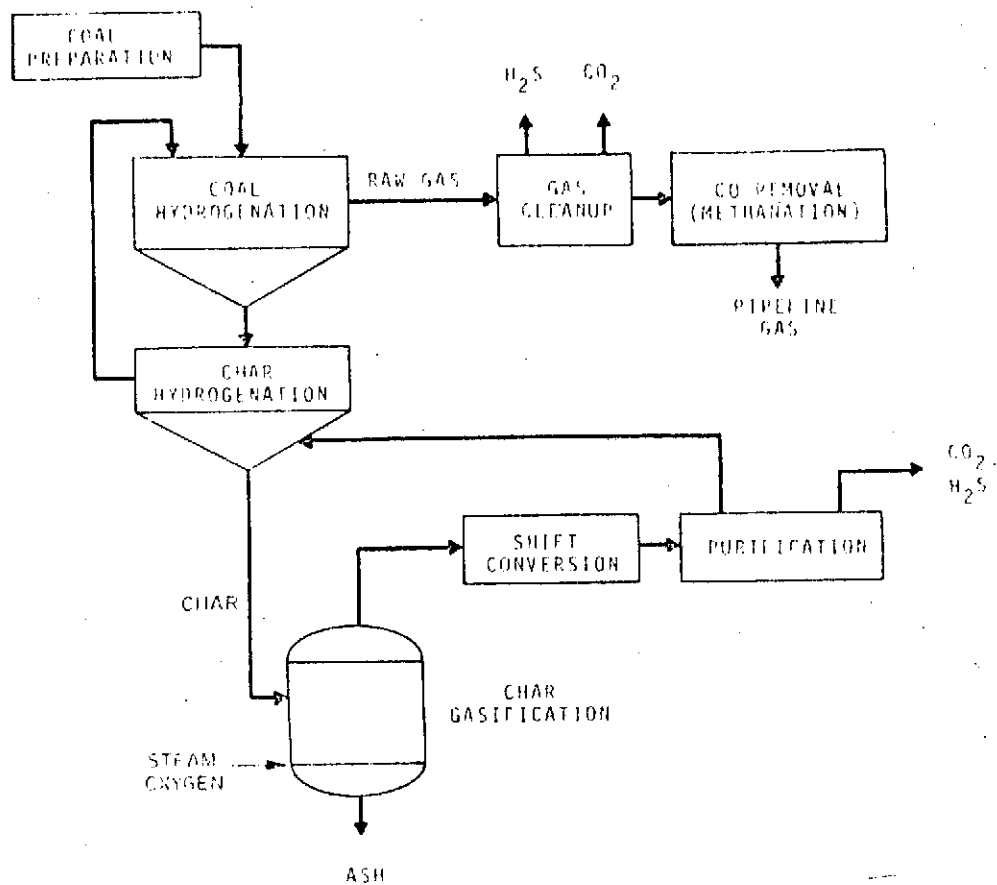 COAL
PREPARATION
H₂S
CO₂
COAL
HYDROGENATION
RAW GAS
GAS
CLEANUP
CO REMOVAL
(METHANATION)
PIPELINE
GAS
CHAR
HYDROGENATION
CO₂,
H₂S
SHIFT
CONVERSION
PURIFICATION
CHAR
CHAR
GASIFICATION
STEAM
OXYGEN
ASH